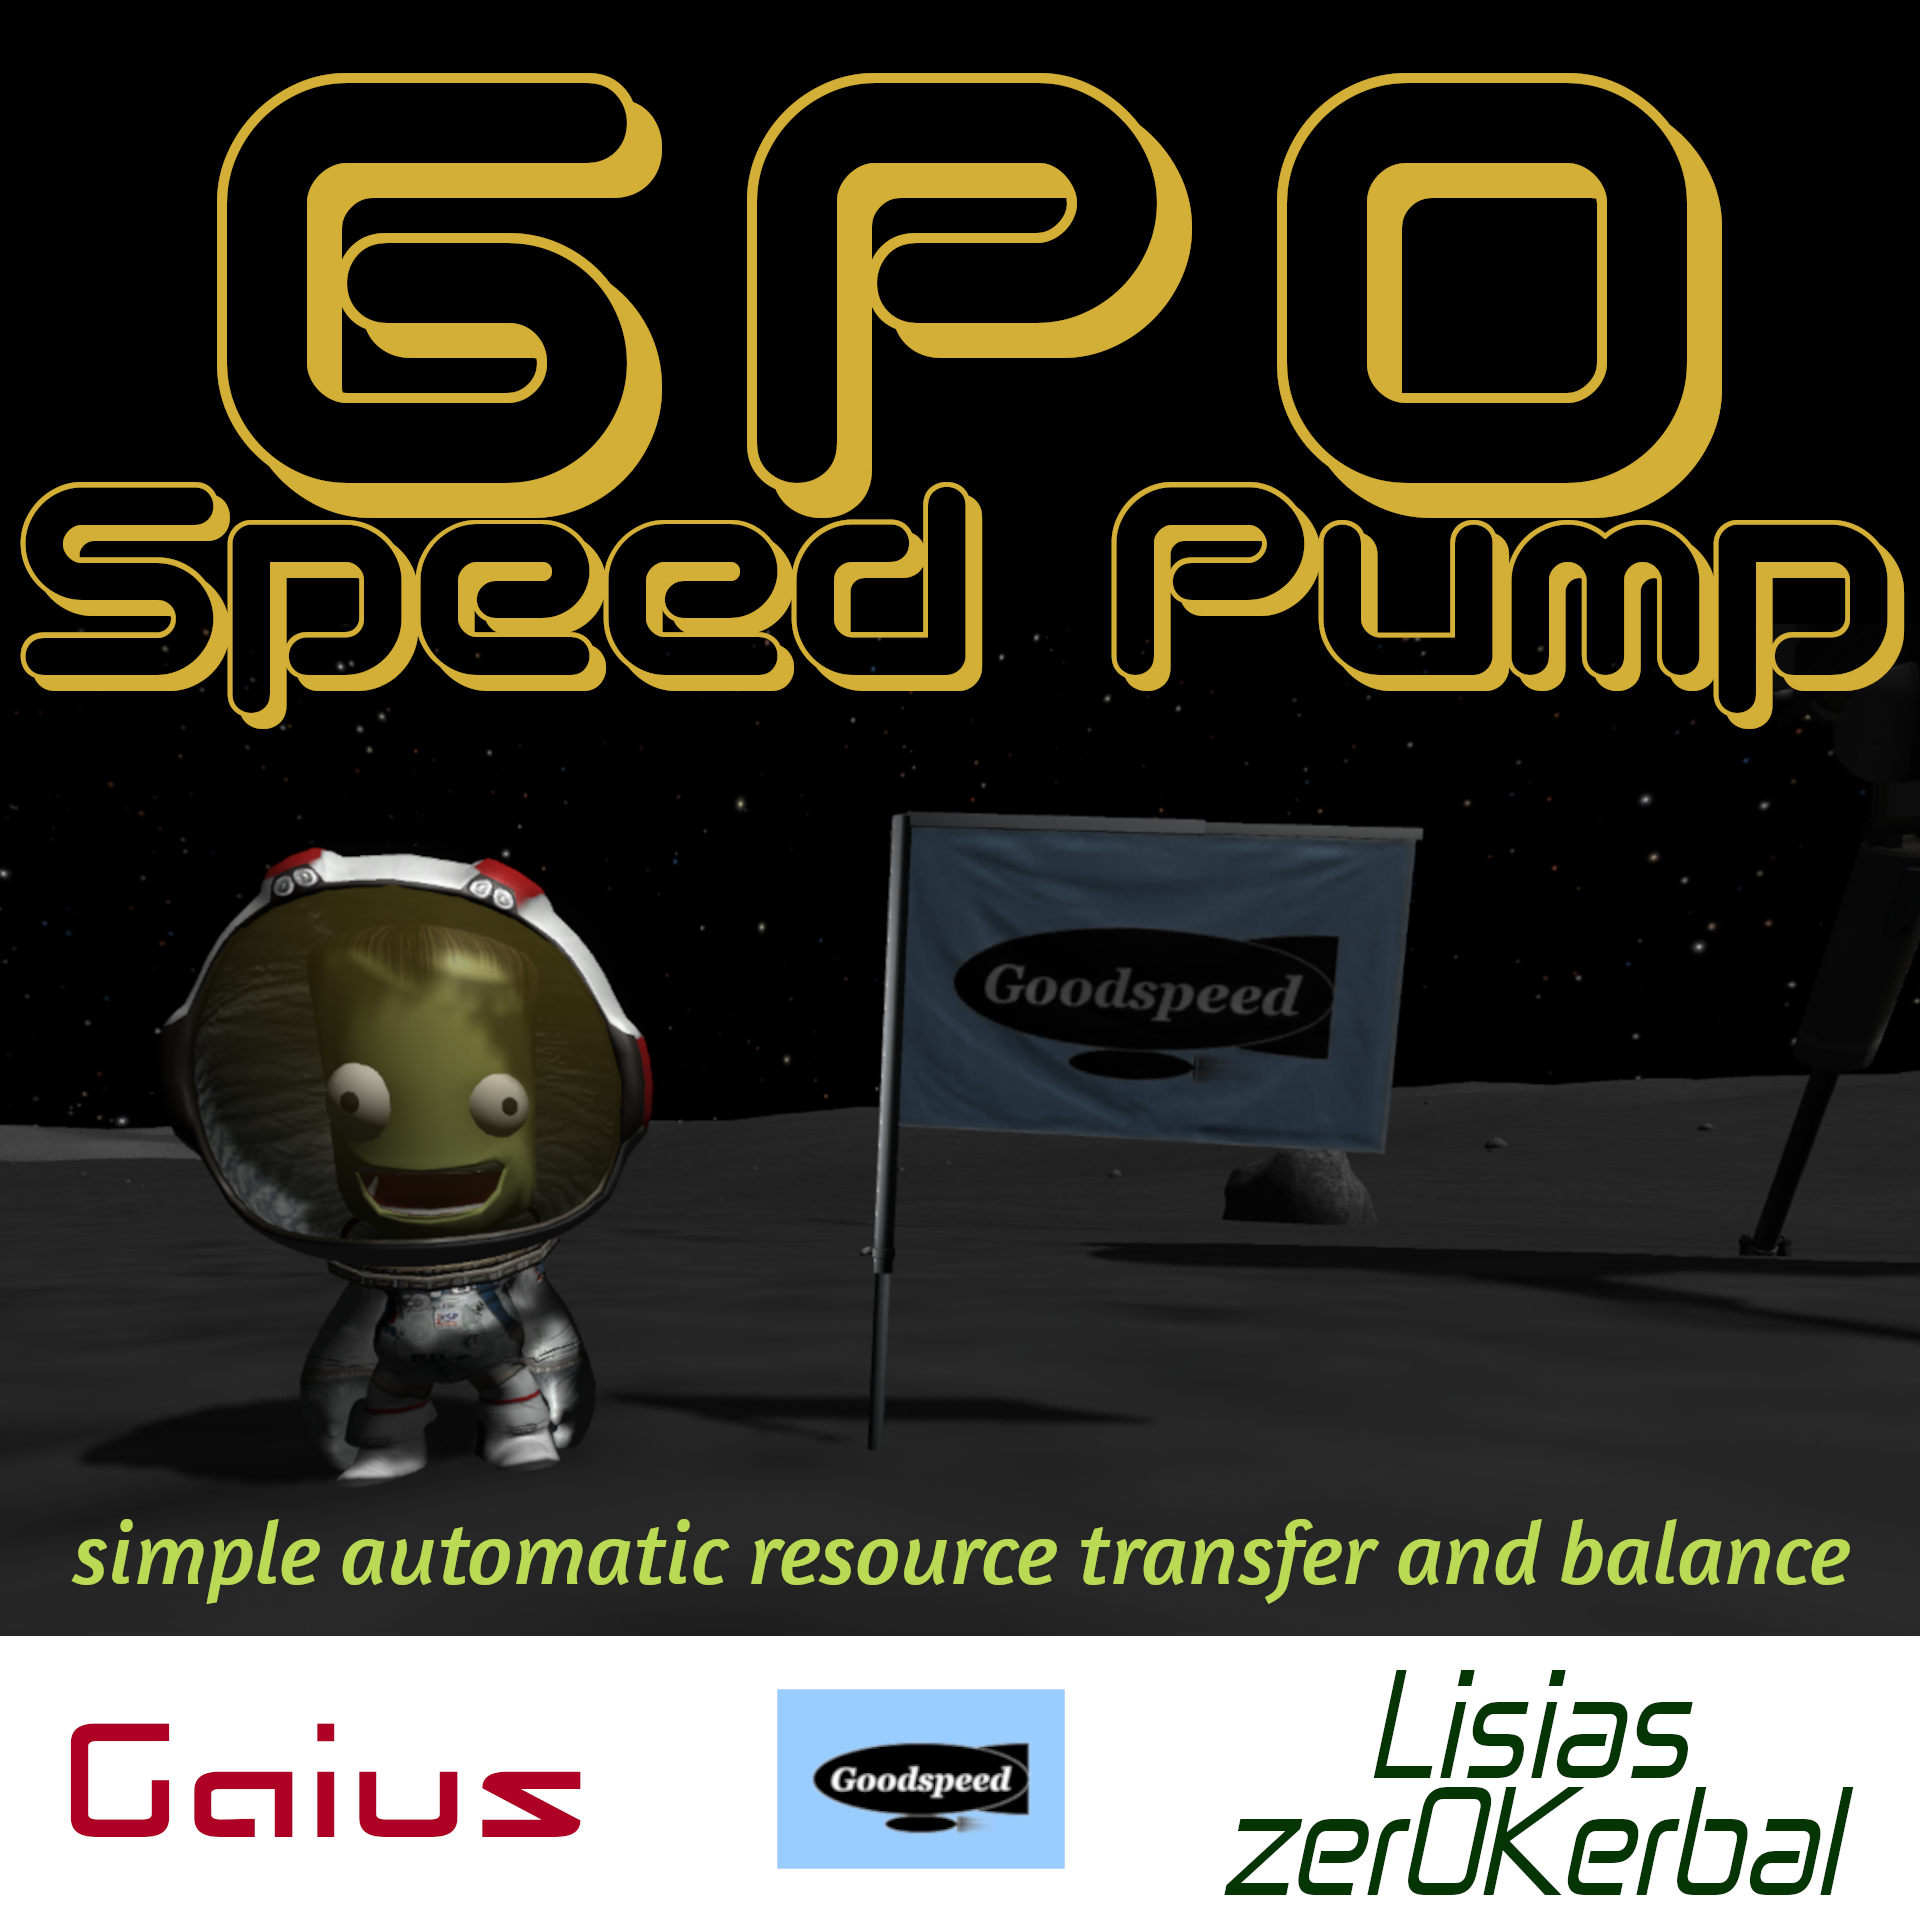 GPO
Speed Pump
Goodspeed
simple automatic resource transfer and balance
Gaius
Goodspeed
Lisias
zer0Kerbal